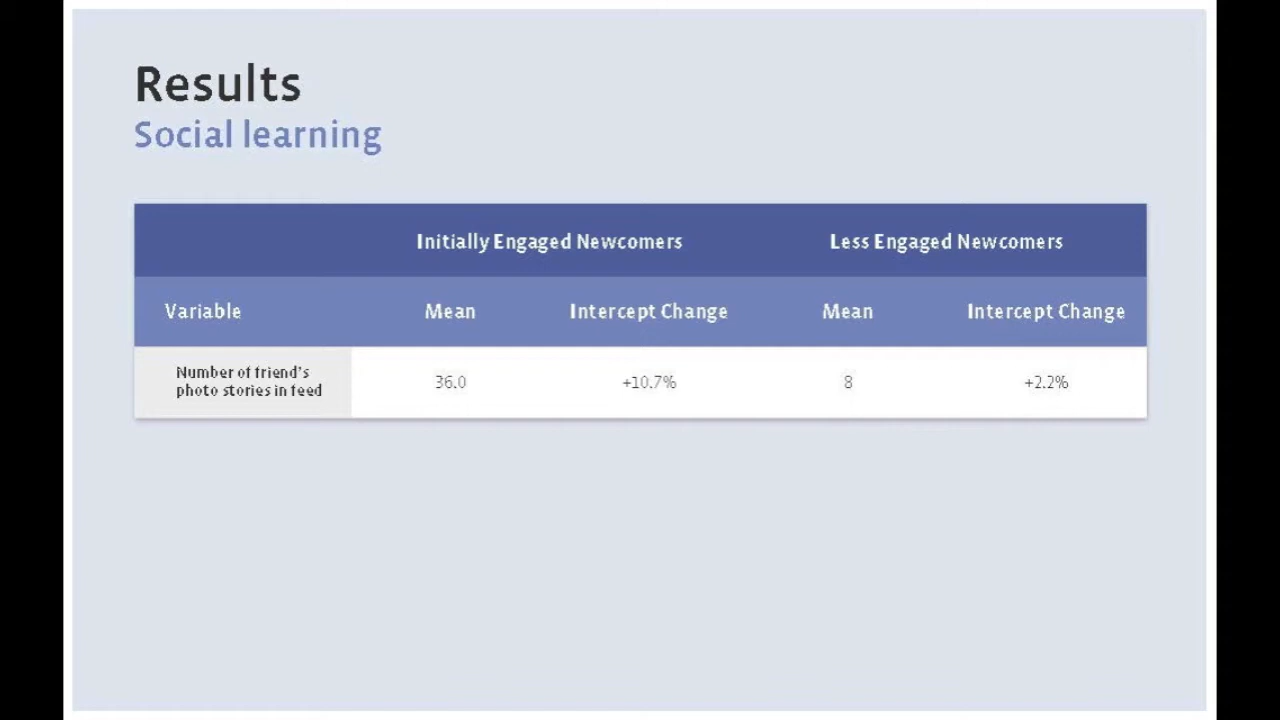 Results
Social learning
Initially Engaged Newcomers Less Engaged Newcomers
Variable Mean Intercept Change Mean Intercept Change
Number of friend's
photo stories in feed
36.0 +10.7% 8 +2.2%